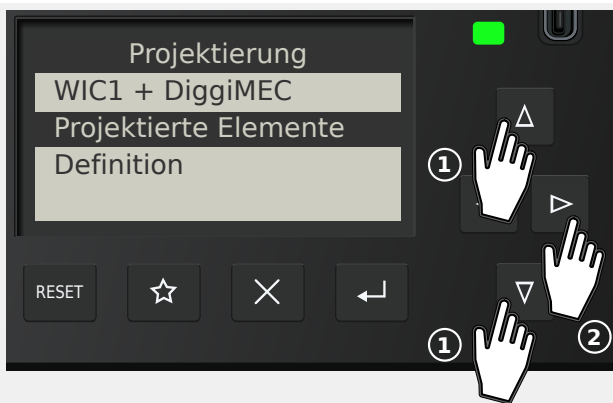 Projektierung
WIC1 + DiggiMEC
Projektierte Elemente
Definition
1
RESET
1
2